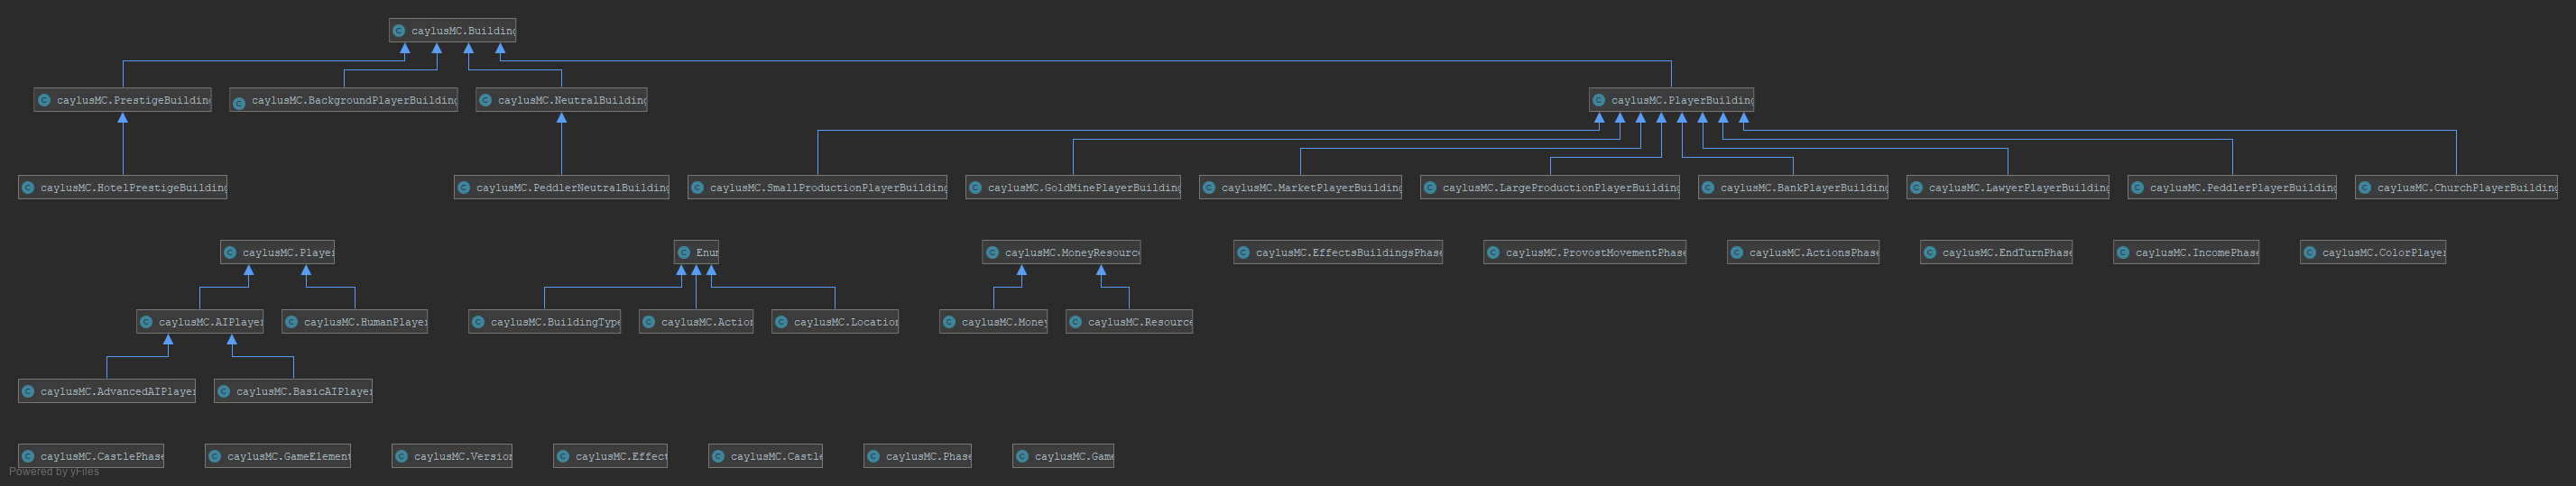 caylusMC.Building
caylusMC.PrestigeBuilding
caylusMC.BackgroundPlayerBuilding
caylusMC.NeutralBuilding
caylusMC.PlayerBuilding
caylusMC.HotelPrestigeBuilding
caylusMC.PeddlerNeutralBuilding
caylusMC.SmallProductionPlayerBuilding
caylusMC.GoldMinePlayerBuilding
caylusMC.MarketPlayerBuilding
caylusMC.LargeProductionPlayerBuilding
caylusMC.BankPlayerBuilding
caylusMC.LawyerPlayerBuilding
caylusMC.PeddlerPlayerBuilding
caylusMC.ChurchPlayerBuilding
caylusMC.Player
Enum
caylusMC.MoneyResource
caylusMC.EffectsBuildingsPhase
caylusMC.ProvostMovementPhase
caylusMC.ActionsPhase
caylusMC.EndTurnPhase
caylusMC.IncomePhase
caylusMC.ColorPlayer
caylusMC.AIPlayer
caylusMC.HumanPlayer
caylusMC.BuildingType
caylusMC.Action
caylusMC.Location
caylusMC.Money
caylusMC.Resource
caylusMC.AdvancedAIPlayer
caylusMC.BasicAIPlayer
caylusMC.CastlePhase
caylusMC.GameElement
caylusMC.Version
caylusMC.Effect
caylusMC.Castle
caylusMC.Phase
caylusMC.Game
Powered by yFiles